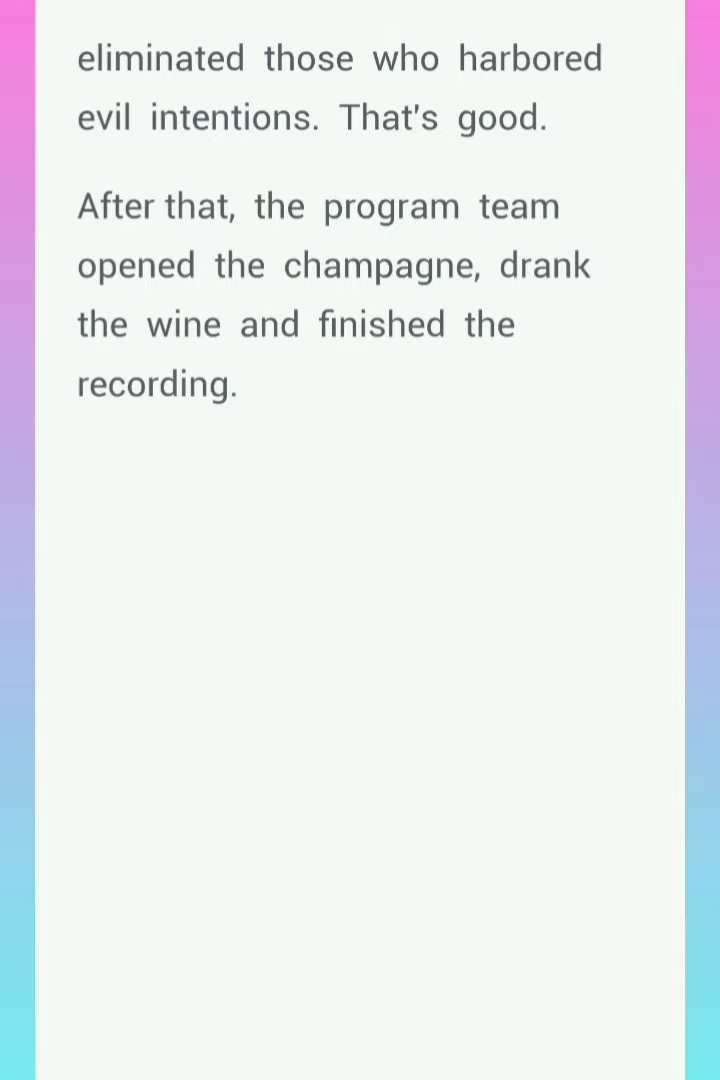 eliminated those who harbored
evil intentions. That's good.
After that, the program team
opened the champagne, drank
the wine and finished the
recording.